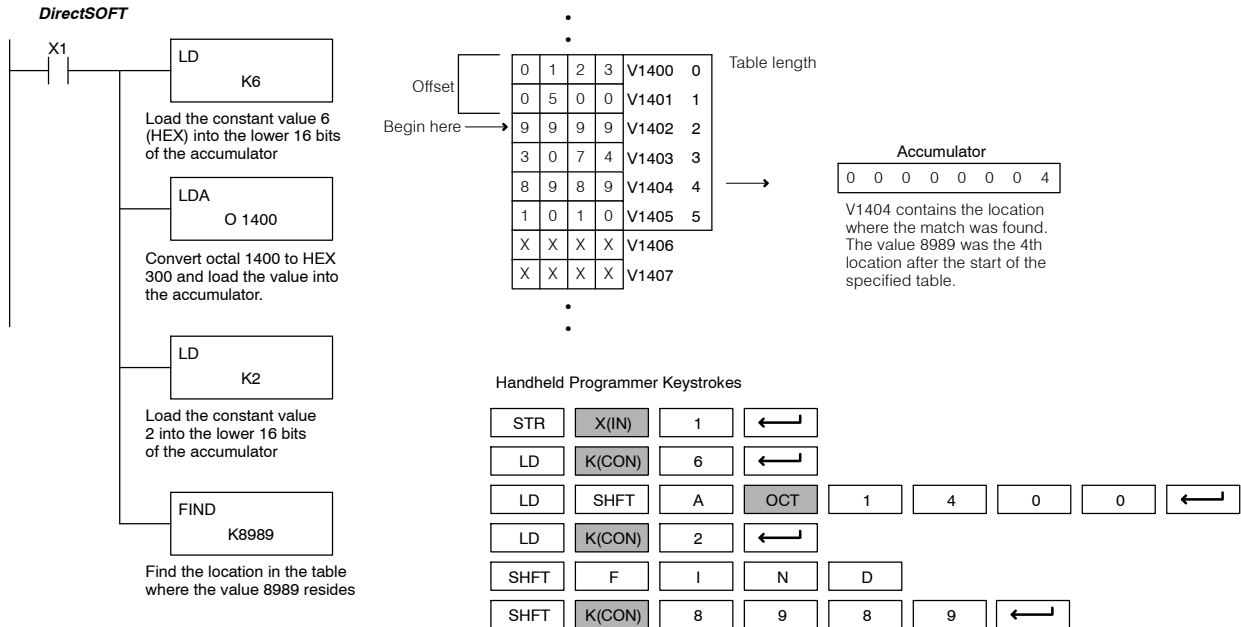 DirectSOFT
X1
LD
K6
Load the constant value 6
(HEX) into the lower 16 bits
of the accumulator
LDA
O 1400
Convert octal 1400 to HEX
300 and load the value into
the accumulator.
LD
K2
Load the constant value
2 into the lower 16 bits
of the accumulator
FIND
K8989
Find the location in the table
where the value 8989 resides
Offset
Begin here
0 1 2 3 V1400 0
0 5 0 0 V1401 1
9 9 9 9 V1402 2
3 0 7 4 V1403 3
8 9 8 9 V1404 4
1 0 1 0 V1405 5
X X X X V1406
X X X X V1407
Table length
Accumulator
0 0 0 0 0 0 0 4
V1404 contains the location
where the match was found.
The value 8989 was the 4th
location after the start of the
specified table.
Handheld Programmer Keystrokes
STR X(IN) 1
LD K(CON) 6
LD SHFT A OCT 1 4 0 0
LD K(CON) 2
SHFT F I N D
SHFT K(CON) 8 9 8 9